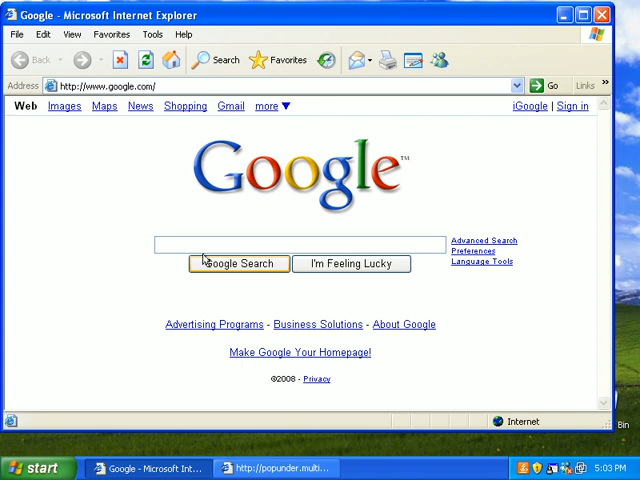 Google - Microsoft Internet Explorer
File Edit View Favorites Tools Help
Back Search Favorites
Address http://www.google.com/ Go Links »
Web Images Maps News Shopping Gmail more ▼ iGoogle | Sign in
Google™
Advanced Search
Preferences
Language Tools
Google Search I'm Feeling Lucky
Advertising Programs - Business Solutions - About Google
Make Google Your Homepage!
©2008 - Privacy
Internet
Bin
start Google - Microsoft Int... http://popunder.multi... 5:03 PM